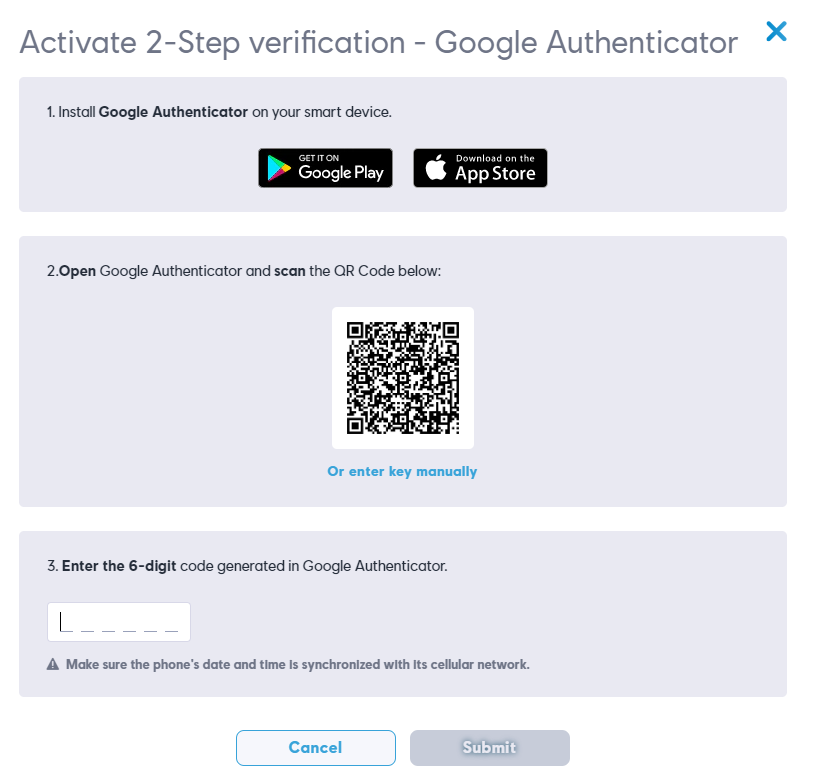 Activate 2-Step verification - Google Authenticator
1. Install Google Authenticator on your smart device.
GET IT ON
Google Play
Download on the
App Store
2.Open Google Authenticator and scan the QR Code below:
Or enter key manually
3. Enter the 6-digit code generated in Google Authenticator.
Make sure the phone's date and time is synchronized with its cellular network.
Cancel
Submit